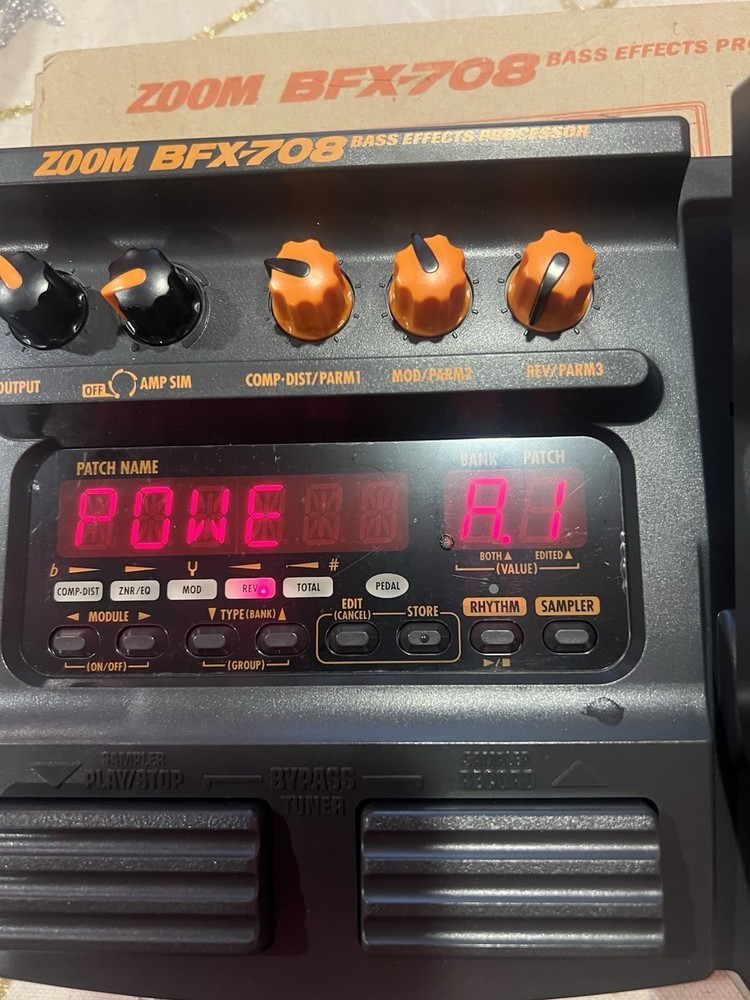 ZOOM BFX-708 BASS EFFECTS PRO
ZOOM BFX-708 BASS EFFECTS PROCESSOR
OUTPUT OFF AMP SIM COMP·DIST/PARM1 MOD/PARM2 REV/PARM3
PATCH NAME BANK PATCH
POWE A.1
BOTH▲ EDITED▲
(VALUE)
b Y #
COMP·DIST ZNR/EQ MOD REV TOTAL PEDAL
◄ MODULE ► ▼ TYPE(BANK)▲ EDIT (CANCEL) STORE RHYTHM SAMPLER
(ON/OFF) (GROUP) ►/■
SAMPLER PLAY/STOP BYPASS TUNER SAMPLER RECORD